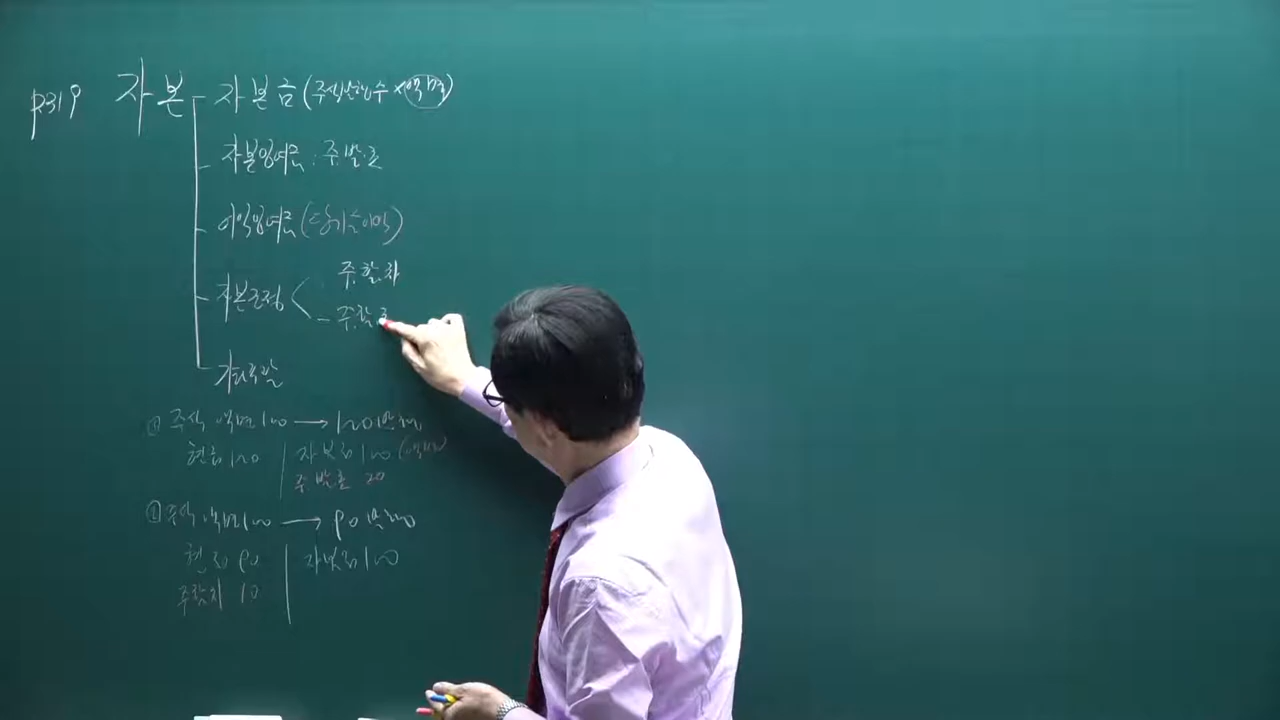 P.319 자본 - 자본금 (주식발행수 × 액면)
자본잉여금 : 주.발.초
이익잉여금 (당기순이익)
자본조정 < 주.할.차
- 주.할
기타포괄
주식 액면 100 → 120 발행
현금 120 | 자본금 100 (액면)
주.발.초 20
① 주식 액면 100 → 90 발행
현금 90 | 자본금 100
주할차 10